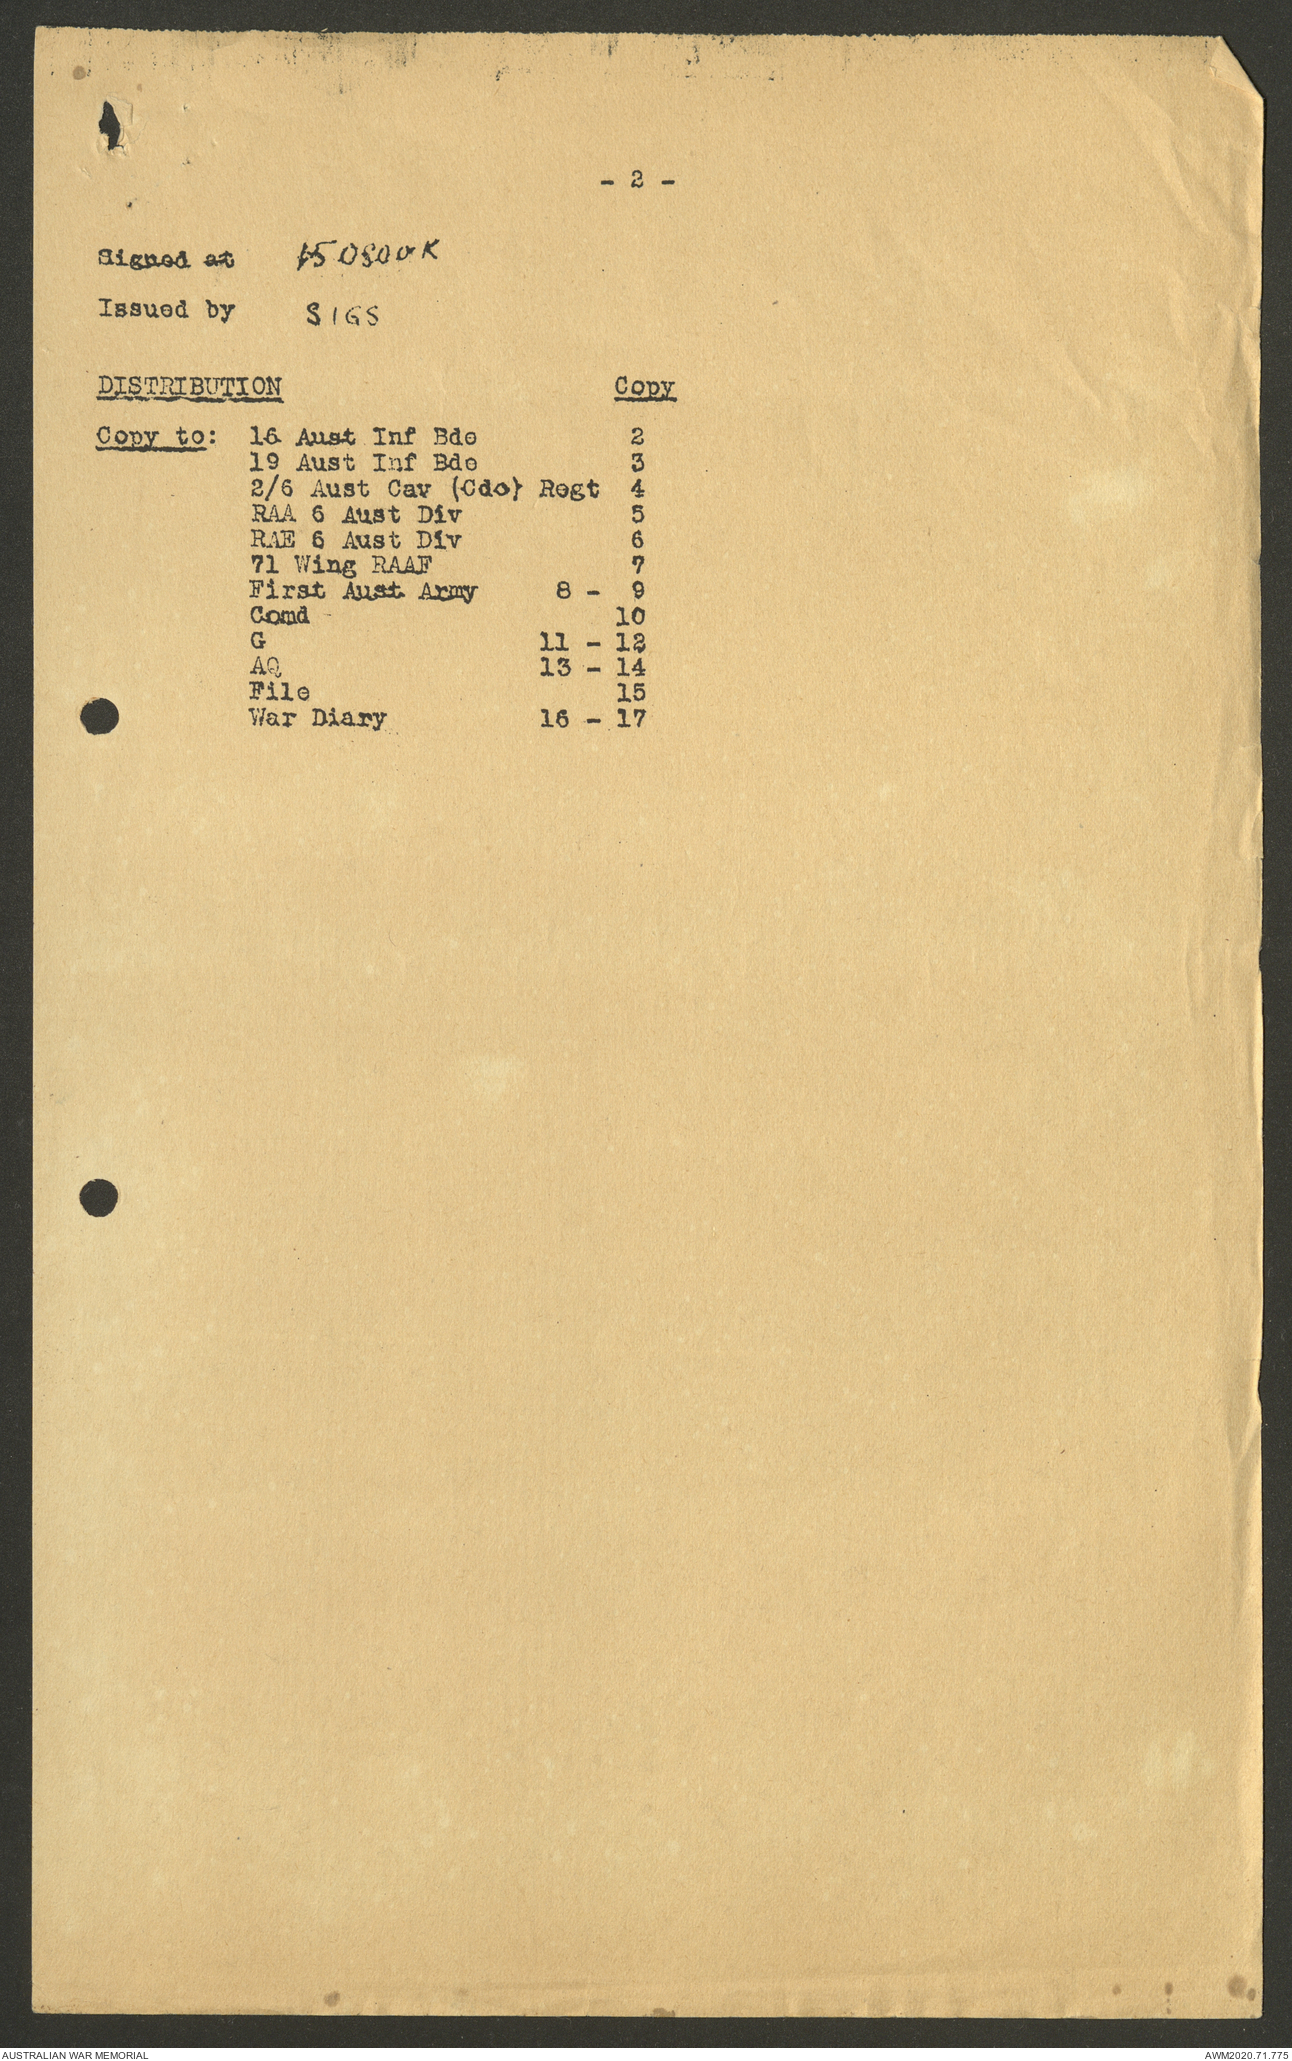 - 2 -
Signed at 150800K
Issued by SIGS
DISTRIBUTION Copy
Copy to: 16 Aust Inf Bde 2
19 Aust Inf Bde 3
2/6 Aust Cav (Cdo) Regt 4
RAA 6 Aust Div 5
RAE 6 Aust Div 6
71 Wing RAAF 7
First Aust Army 8 - 9
Comd 10
G 11 - 12
AQ 13 - 14
File 15
War Diary 16 - 17
AUSTRALIAN WAR MEMORIAL AWM2020.71.775